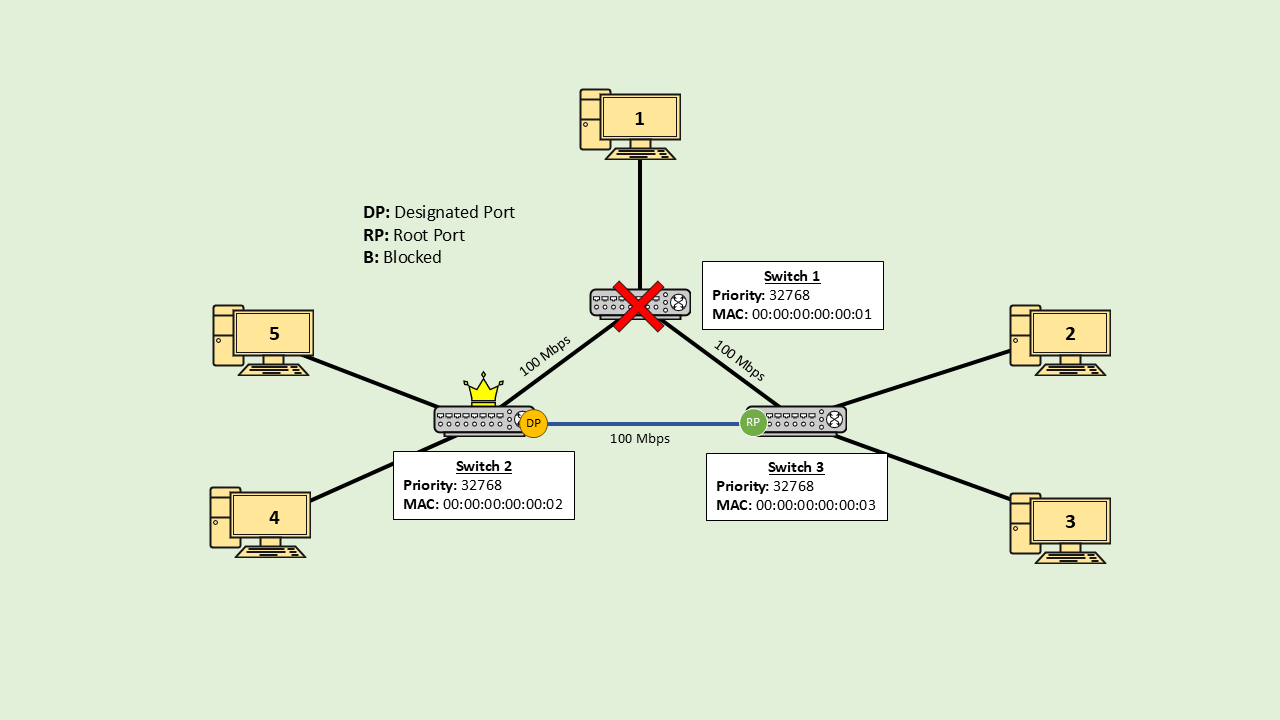 1
DP: Designated Port
RP: Root Port
B: Blocked
Switch 1
Priority: 32768
MAC: 00:00:00:00:00:01
5
2
100 Mbps
100 Mbps
DP
RP
100 Mbps
Switch 2
Priority: 32768
MAC: 00:00:00:00:00:02
Switch 3
Priority: 32768
MAC: 00:00:00:00:00:03
4
3